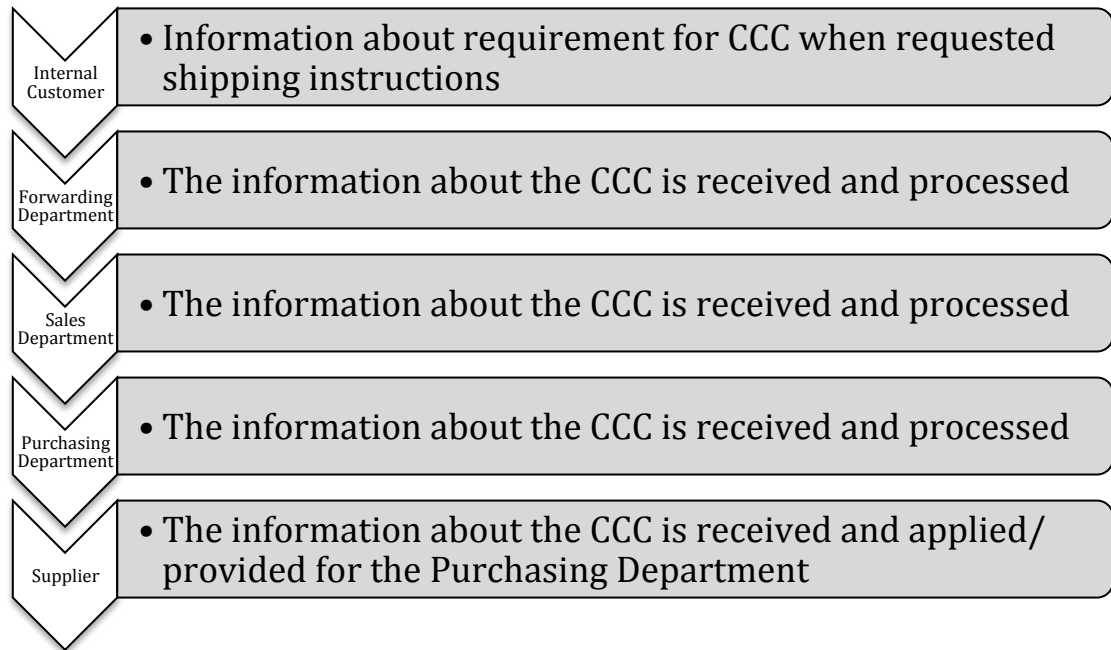 Internal
Customer
• Information about requirement for CCC when requested
shipping instructions
Forwarding
Department
• The information about the CCC is received and processed
Sales
Department
• The information about the CCC is received and processed
Purchasing
Department
• The information about the CCC is received and processed
Supplier
• The information about the CCC is received and applied/
provided for the Purchasing Department